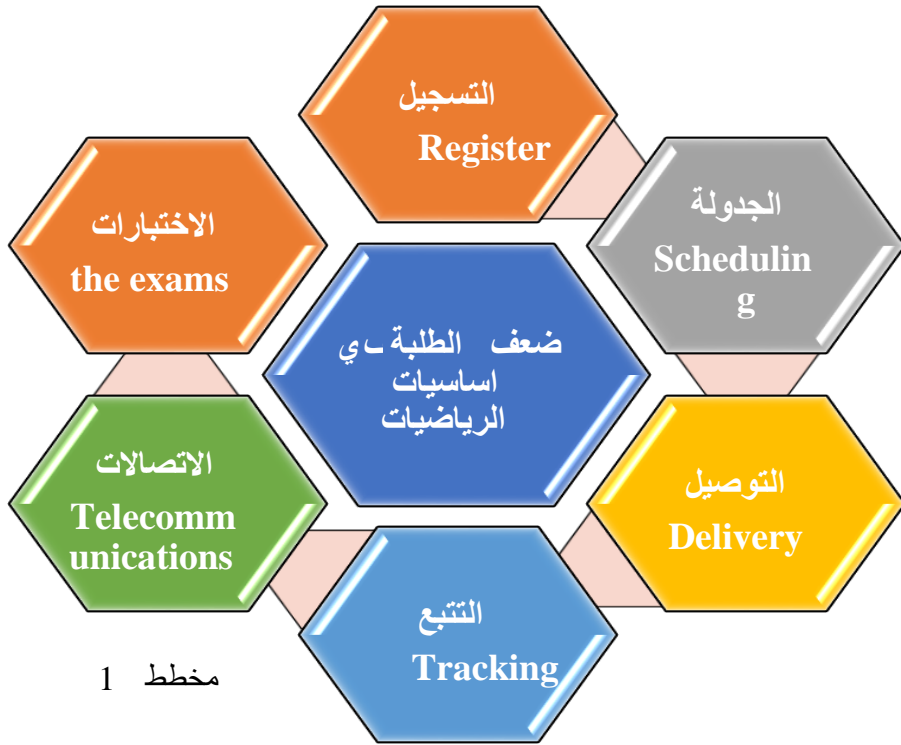 التسجيل
Register
الجدولة
Schedulin
g
التوصيل
Delivery
التتبع
Tracking
الاتصالات
Telecomm
unications
الاختبارات
the exams
ضعف الطلبة
اساسيات
الرياضيات
مخطط 1